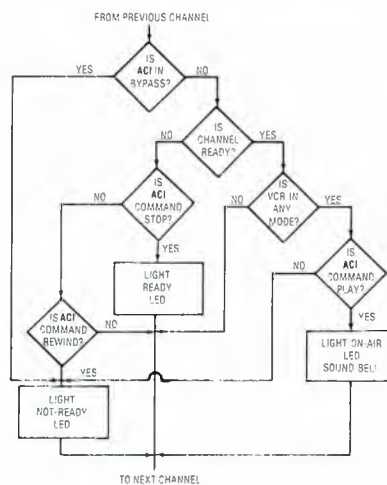 FROM PREVIOUS CHANNEL
IS
ACI IN
BYPASS?
YES
NO
IS
CHANNEL
READY?
NO
YES
IS
ACI
COMMAND
STOP?
NO
YES
IS
VCR IN
ANY
MODE?
NO
YES
LIGHT
READY
LED
IS
ACI
COMMAND
PLAY?
NO
YES
IS ACI
COMMAND
REWIND?
NO
YES
LIGHT ON-AIR
LED
SOUND BELL
LIGHT
NOT-READY
LED
TO NEXT CHANNEL